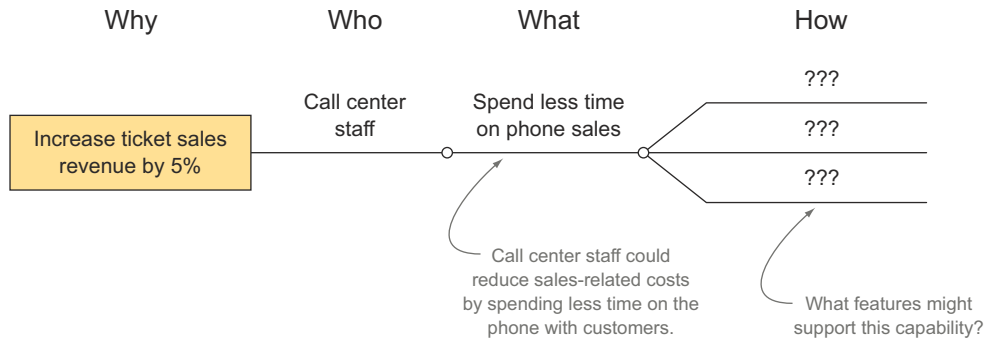 Why
Who
What
How
Increase ticket sales
revenue by 5%
Call center
staff
Spend less time
on phone sales
???
???
???
Call center staff could
reduce sales-related costs
by spending less time on the
phone with customers.
What features might
support this capability?